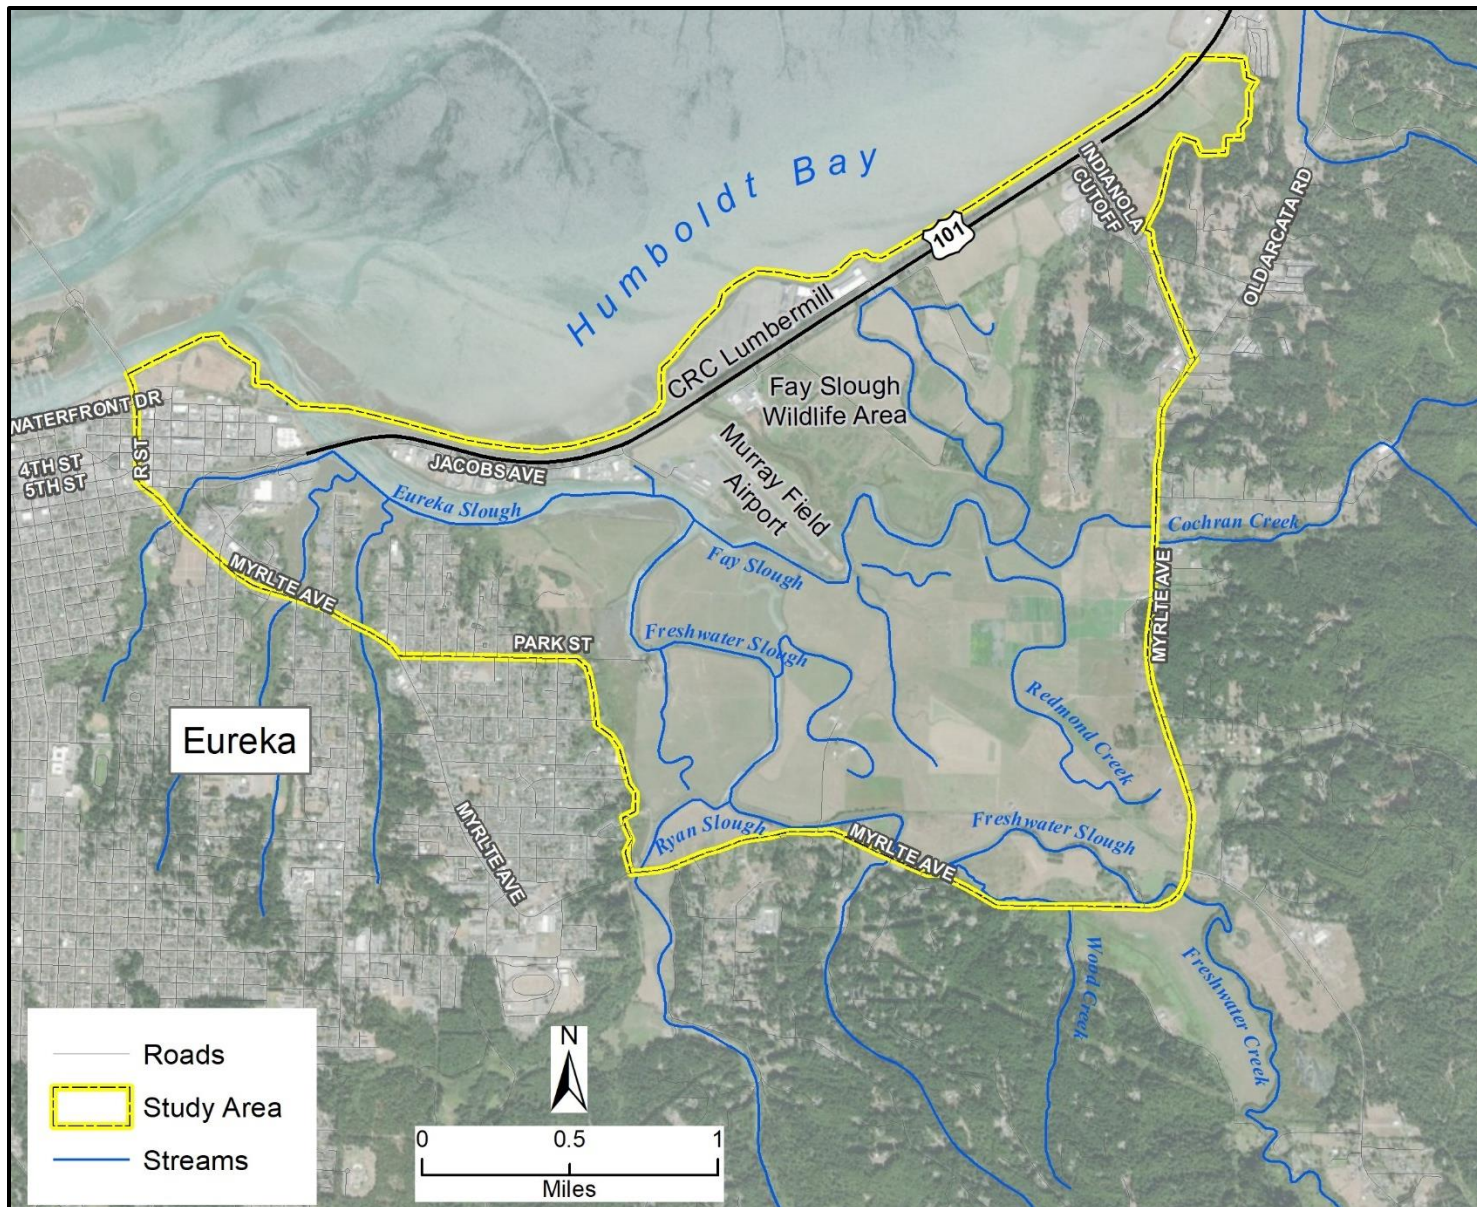 Humboldt Bay
INDIANOLA
CUTOFF
OLD ARCATA RD
101
CRC Lumbermill
Fay Slough
Wildlife Area
WATERFRONT DR
R ST
4TH ST
5TH ST
JACOBS AVE
Murray Field
Airport
Eureka Slough
Cochran Creek
Fay Slough
MYRLTE AVE
MYRLTE AVE
PARK ST
Freshwater Slough
Redmond Creek
Eureka
MYRLTE AVE
Ryan Slough
MYRLTE AVE
Freshwater Slough
Wood Creek
Freshwater Creek
Roads
Study Area
Streams
N
0 0.5 1
Miles